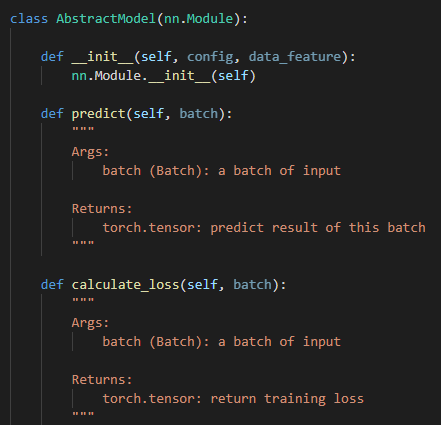 class AbstractModel(nn.Module):
def __init__(self, config, data_feature):
nn.Module.__init__(self)
def predict(self, batch):
"""
Args:
batch (Batch): a batch of input
Returns:
torch.tensor: predict result of this batch
"""
def calculate_loss(self, batch):
"""
Args:
batch (Batch): a batch of input
Returns:
torch.tensor: return training loss
"""